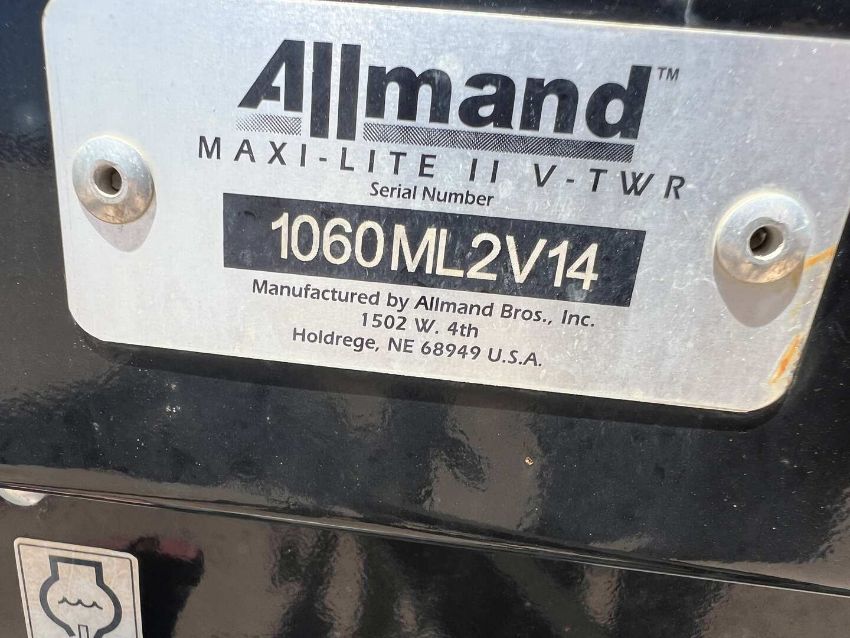 Allmand™
MAXI-LITE II V-TWR
Serial Number
1060ML2V14
Manufactured by Allmand Bros., Inc.
1502 W. 4th
Holdrege, NE 68949 U.S.A.